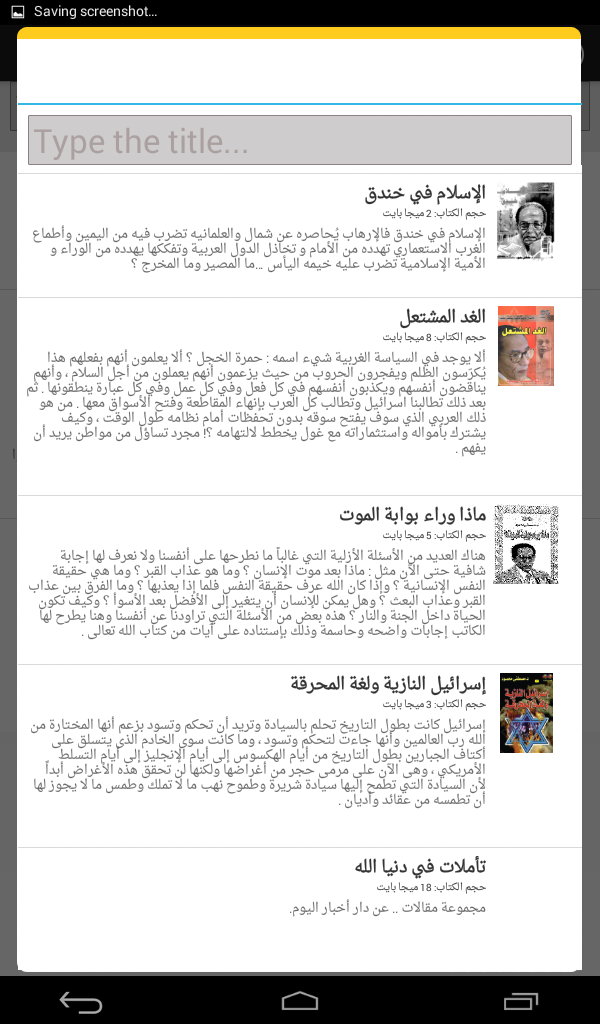 Saving screenshot...
Type the title...
الإسلام في خندق
حجم الكتاب: 2 ميجا بايت
الإسلام في خندق فالإرهاب يُحاصره عن شمال والعلمانيه تضرب فيه من اليمين وأطماع
الغرب الاستعماري تهدده من الأمام و تخاذل الدول العربية وتفككها يهدده من الوراء و
الأمية الإسلامية تضرب عليه خيمه اليأس ...ما المصير وما المخرج ؟
الغد المشتعل
حجم الكتاب: 8 ميجا بايت
ألا يوجد في السياسة الغربية شيء اسمه : حمرة الخجل ؟ ألا يعلمون أنهم بفعلهم هذا
يُكرّسون الظلم ويفجرون الحروب من حيث يزعمون أنهم يعملون من أجل السلام ، وأنهم
يناقضون أنفسهم ويكذبون أنفسهم في كل فعل وفي كل عمل وفي كل عبارة ينطقونها . ثم
بعد ذلك تطالبنا اسرائيل وتطالب كل العرب بإنهاء المقاطعة وفتح الأسواق معها . من هو
ذلك العربي الذي سوف يفتح سوقه بدون تحفظات أمام نظامه طول الوقت ، وكيف
يشترك بأمواله واستثماراته مع غول يخطط لالتهامه ؟! مجرد تساؤل من مواطن يريد أن
يفهم .
الغد المشتعل
ماذا وراء بوابة الموت
حجم الكتاب: 5 ميجا بايت
هناك العديد من الأسئلة الأزلية التي غالباً ما نطرحها على أنفسنا ولا نعرف لها إجابة
شافية حتى الآن مثل : ماذا بعد موت الإنسان ؟ وما هو عذاب القبر ؟ وما هي حقيقة
النفس الإنسانية ؟ وإذا كان الله عرف حقيقة النفس فلما إذا يعذبها ؟ وما الفرق بين عذاب
القبر وعذاب البعث ؟ وهل يمكن للإنسان أن يتغير إلى الأفضل بعد الأسوأ ؟ وكيف تكون
الحياة داخل الجنة والنار ؟ هذه بعض من الأسئلة التي تراودنا عن أنفسنا وهنا يطرح لها
الكاتب إجابات واضحه وحاسمة وذلك بإستناده على آيات من كتاب الله تعالى .
إسرائيل النازية ولغة المحرقة
حجم الكتاب: 3 ميجا بايت
إسرائيل كانت بطول التاريخ تحلم بالسيادة وتريد أن تحكم وتسود بزعم أنها المختارة من
الله رب العالمين وأنها جاءت لتحكم وتسود ، وما كانت سوى الخادم الذى يتسلق على
أكتاف الجبارين بطول التاريخ من أيام الهكسوس إلى أيام الإنجليز إلى أيام التسلط
الأمريكي ، وهى الآن على مرمى حجر من أغراضها ولكنها لن تحقق هذه الأغراض أبداً
لأن السيادة التي تطمح إليها سيادة شريرة وطموح نهب ما لا تملك وطمس ما لا يجوز لها
أن تطمسه من عقائد وأديان .
تأملات في دنيا الله
حجم الكتاب: 18 ميجا بايت
مجموعة مقالات .. عن دار أخبار اليوم.